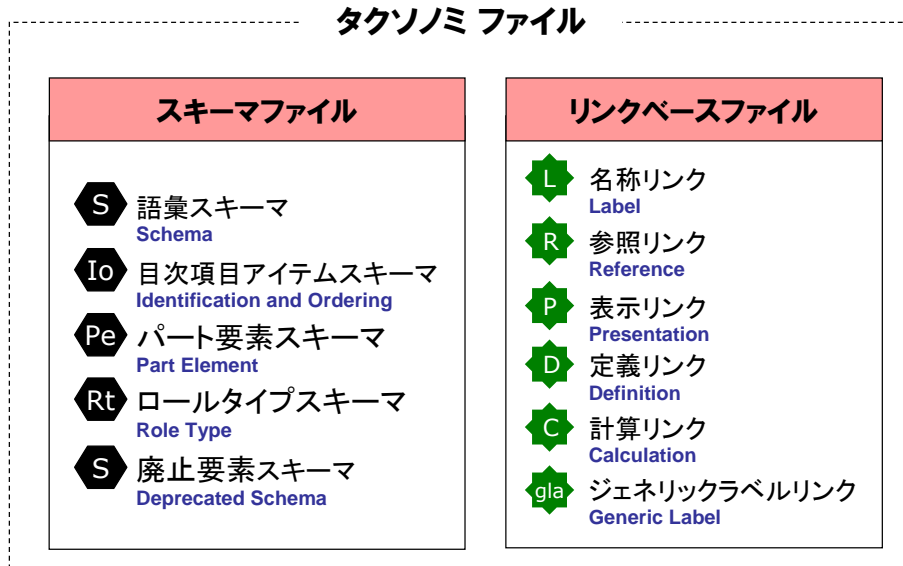 タクソノミ ファイル
スキーマファイル
S 語彙スキーマ
Schema
Io 目次項目アイテムスキーマ
Identification and Ordering
Pe パート要素スキーマ
Part Element
Rt ロールタイプスキーマ
Role Type
S 廃止要素スキーマ
Deprecated Schema
リンクベースファイル
L 名称リンク
Label
R 参照リンク
Reference
P 表示リンク
Presentation
D 定義リンク
Definition
C 計算リンク
Calculation
gla ジェネリックラベルリンク
Generic Label